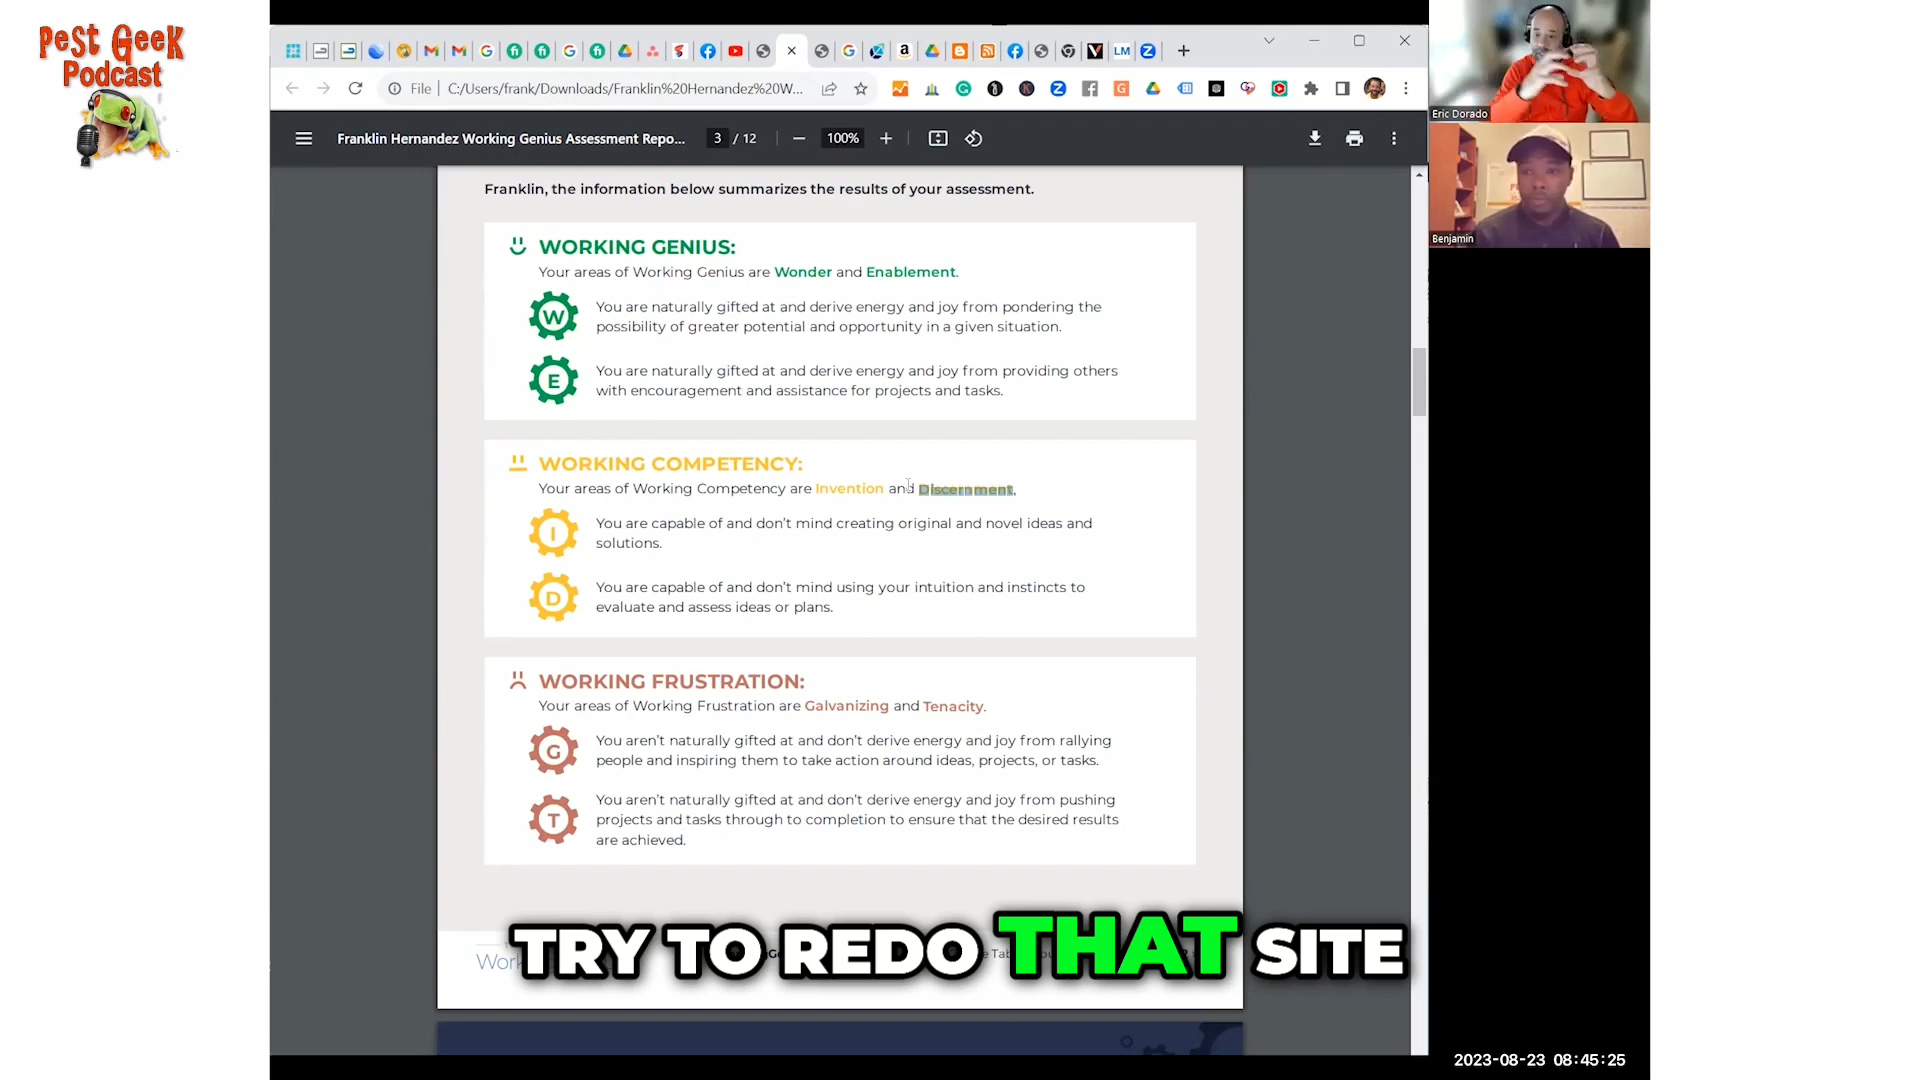 PeSt GeeK
Podcast
File
C:/Users/frank/Downloads/Franklin%20Hernandez%20W...
Franklin Hernandez Working Genius Assessment Repo...
3 / 12
100%
Franklin, the information below summarizes the results of your assessment.
WORKING GENIUS:
Your areas of Working Genius are Wonder and Enablement.
W
You are naturally gifted at and derive energy and joy from pondering the
possibility of greater potential and opportunity in a given situation.
E
You are naturally gifted at and derive energy and joy from providing others
with encouragement and assistance for projects and tasks.
WORKING COMPETENCY:
Your areas of Working Competency are Invention and Discernment.
I
You are capable of and don't mind creating original and novel ideas and
solutions.
D
You are capable of and don't mind using your intuition and instincts to
evaluate and assess ideas or plans.
WORKING FRUSTRATION:
Your areas of Working Frustration are Galvanizing and Tenacity.
G
You aren't naturally gifted at and don't derive energy and joy from rallying
people and inspiring them to take action around ideas, projects, or tasks.
T
You aren't naturally gifted at and don't derive energy and joy from pushing
projects and tasks through to completion to ensure that the desired results
are achieved.
TRY TO REDO THAT SITE
Eric Dorado
Benjamin
2023-08-23 08:45:25